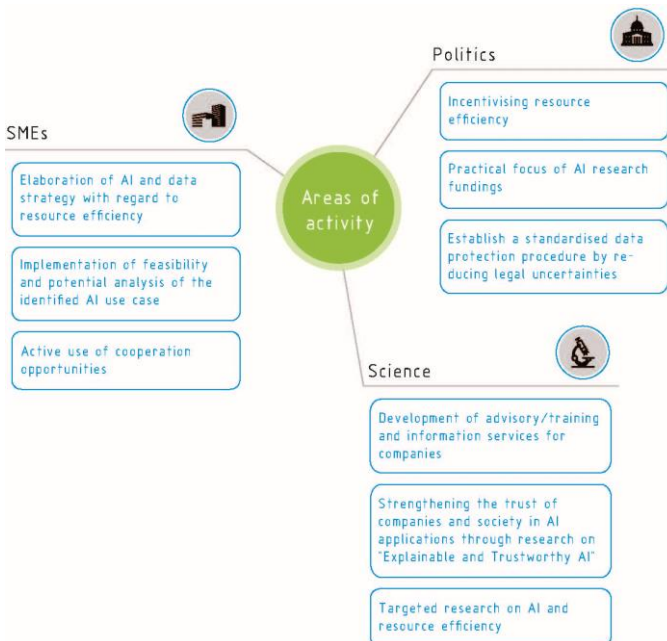 Areas of
activity
SMEs
Elaboration of AI and data
strategy with regard to
resource efficiency
Implementation of feasibility
and potential analysis of the
identified AI use case
Active use of cooperation
opportunities
Politics
Incentivising resource
efficiency
Practical focus of AI research
fundings
Establish a standardised data
protection procedure by re-
ducing legal uncertainties
Science
Development of advisory/training
and information services for
companies
Strengthening the trust of
companies and society in AI
applications through research on
"Explainable and Trustworthy AI"
Targeted research on AI and
resource efficiency